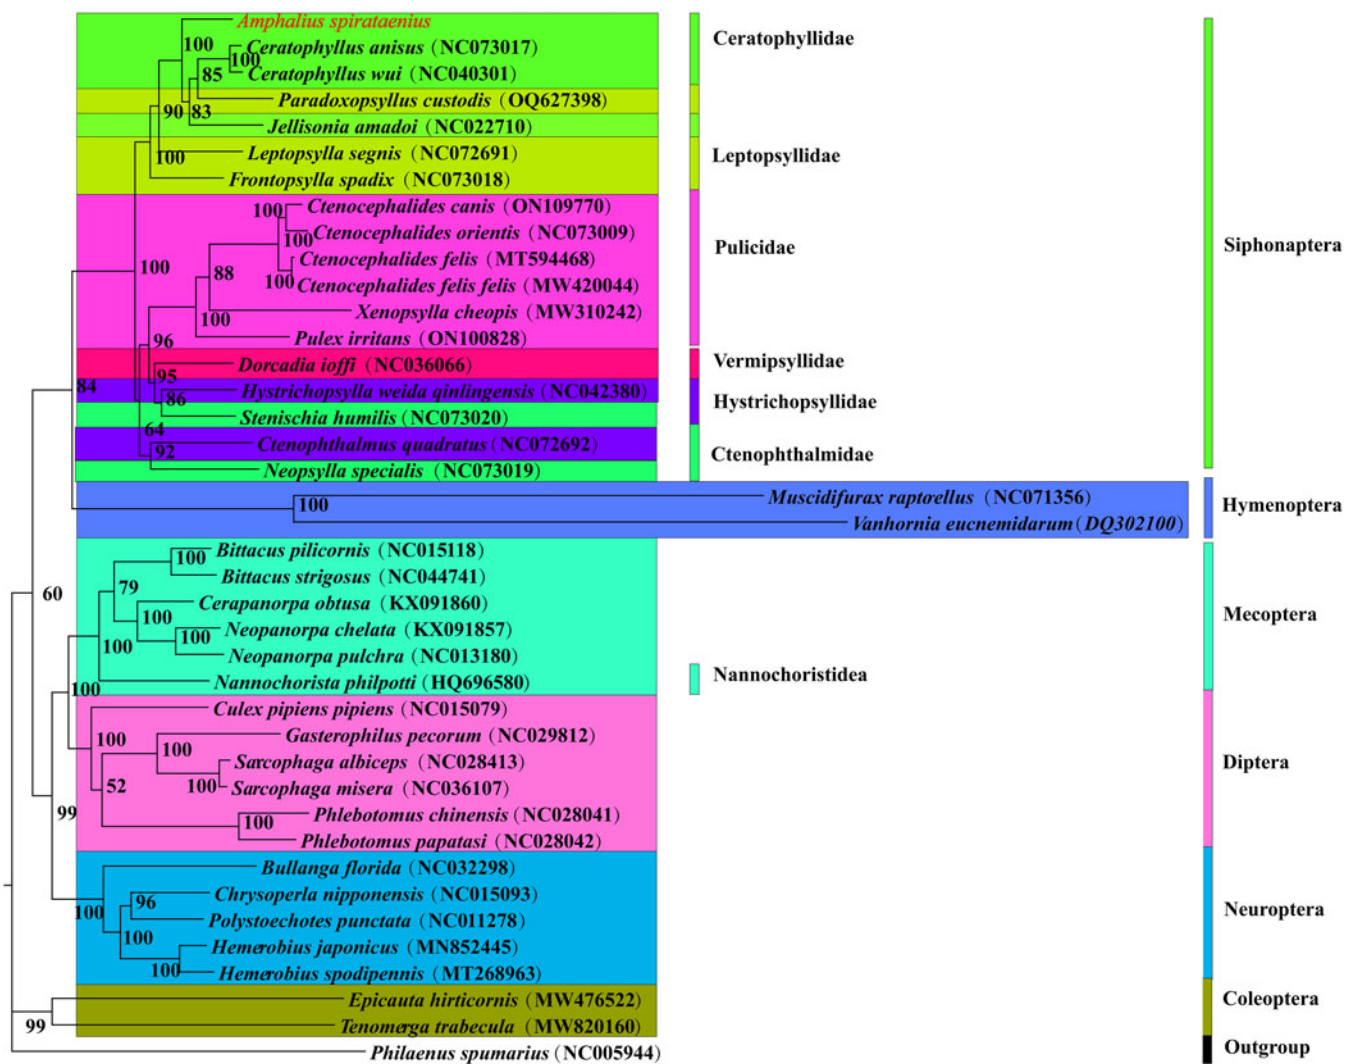 Amphalius spirataenius
100
Ceratophyllus anisus (NC073017)
Ceratophyllidae
100
85
Ceratophyllus wui (NC040301)
Paradoxopsyllus custodis (OQ627398)
90
83
Jellisonia amadoi (NC022710)
Leptopsylla segnis (NC072691)
Leptopsyllidae
100
Frontopsylla spadix (NC073018)
Ctenocephalides canis (ON109770)
100
Ctenocephalides orientis (NC073009)
100
Pulicidae
Siphonaptera
Ctenocephalides felis (MT594468)
100
88
100
Ctenocephalides felis felis (MW420044)
Xenopsylla cheopis (MW310242)
100
Pulex irritans (ON100828)
96
Dorcadia ioffi (NC036066)
Vermipsyllidae
95
84
Hystrichopsylla weida qinlingensis (NC042380)
86
Hystrichopsyllidae
Stenischia humilis (NC073020)
64
Ctenophthalmus quadratus (NC072692)
92
Ctenophthalmidae
Neopsylla specialis (NC073019)
Muscidifurax raptorellus (NC071356)
100
Hymenoptera
Vanhornia eucnemidarum (DQ302100)
Bittacus pilicornis (NC015118)
100
Bittacus strigosus (NC044741)
79
60
Cerapanorpa obtusa (KX091860)
100
Mecoptera
Neopanorpa chelata (KX091857)
100
100
Neopanorpa pulchra (NC013180)
Nannochorista philpotti (HQ696580)
Nannochoristidea
100
Culex pipiens pipiens (NC015079)
100
Gasterophilus pecorum (NC029812)
100
Sarcophaga albiceps (NC028413)
Diptera
52
100
Sarcophaga misera (NC036107)
99
Phlebotomus chinensis (NC028041)
100
Phlebotomus papatasi (NC028042)
Bullanga florida (NC032298)
Chrysoperla nipponensis (NC015093)
96
100
Polystoechotes punctata (NC011278)
Neuroptera
100
Hemerobius japonicus (MN852445)
100
Hemerobius spodipennis (MT268963)
Epicauta hirticornis (MW476522)
Coleoptera
99
Tenomerga trabecula (MW820160)
Philaenus spumarius (NC005944)
Outgroup